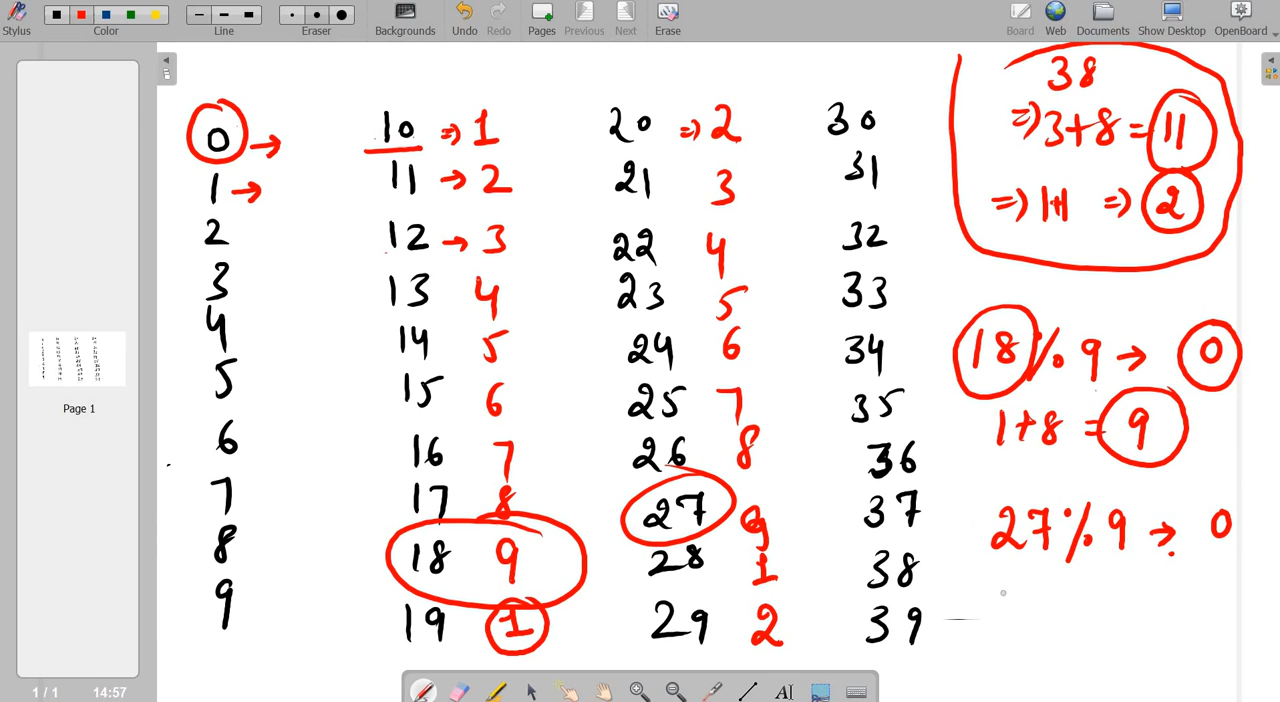 Stylus
Color
Line
Eraser
Backgrounds
Undo
Redo
Pages
Previous
Next
Erase
Board
Web
Documents
Show Desktop
OpenBoard
Page 1
1 / 1 14:57
0 → 10 ⇒ 1 20 ⇒ 2 30
1 → 11 → 2 21 3 31
2 12 → 3 22 4 32
3 13 4 23 5 33
4 14 5 24 6 34
5 15 6 25 7 35
6 16 7 26 8 36
7 17 8 27 9 37
8 18 9 28 1 38
9 19 1 29 2 39
38
⇒ 3+8 = 11
⇒ 1+1 ⇒ 2
18 % 9 → 0
1+8 = 9
27 % 9 → 0
AI